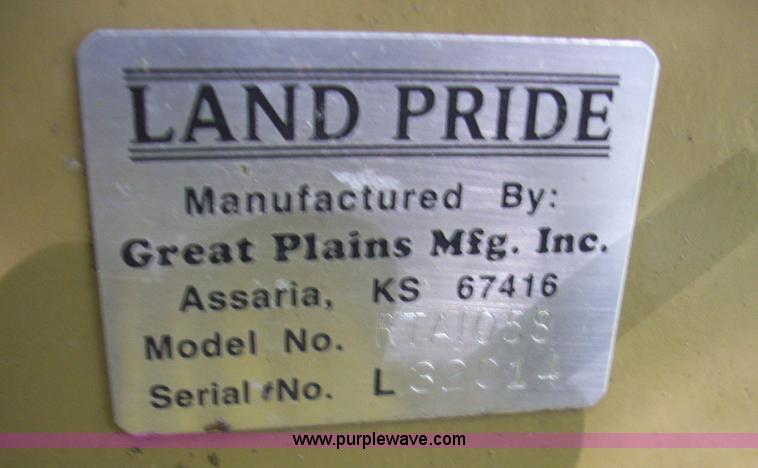 LAND PRIDE
Manufactured By:
Great Plains Mfg. Inc.
Assaria, KS 67416
Model No. RTA1058
Serial No. L 32014
www.purplewave.com